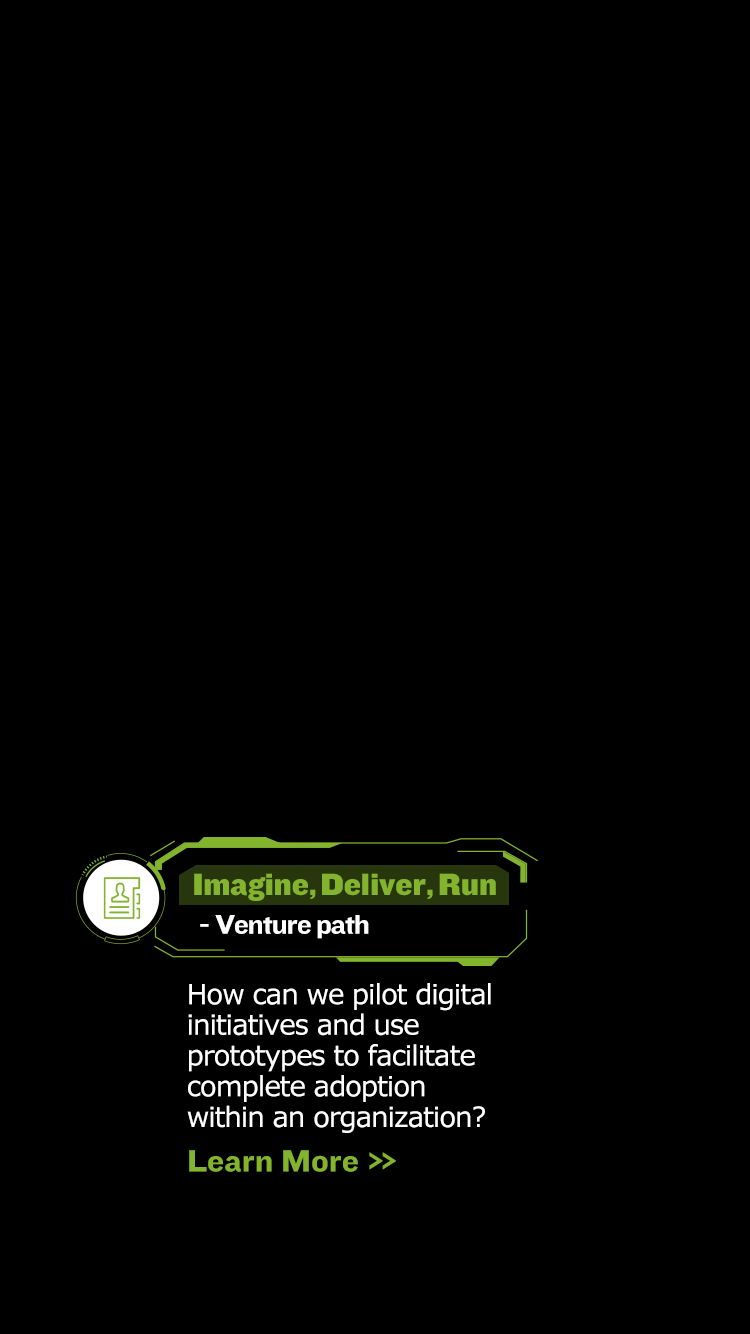 Imagine, Deliver, Run
- Venture path
How can we pilot digital
initiatives and use
prototypes to facilitate
complete adoption
within an organization?
Learn More >>